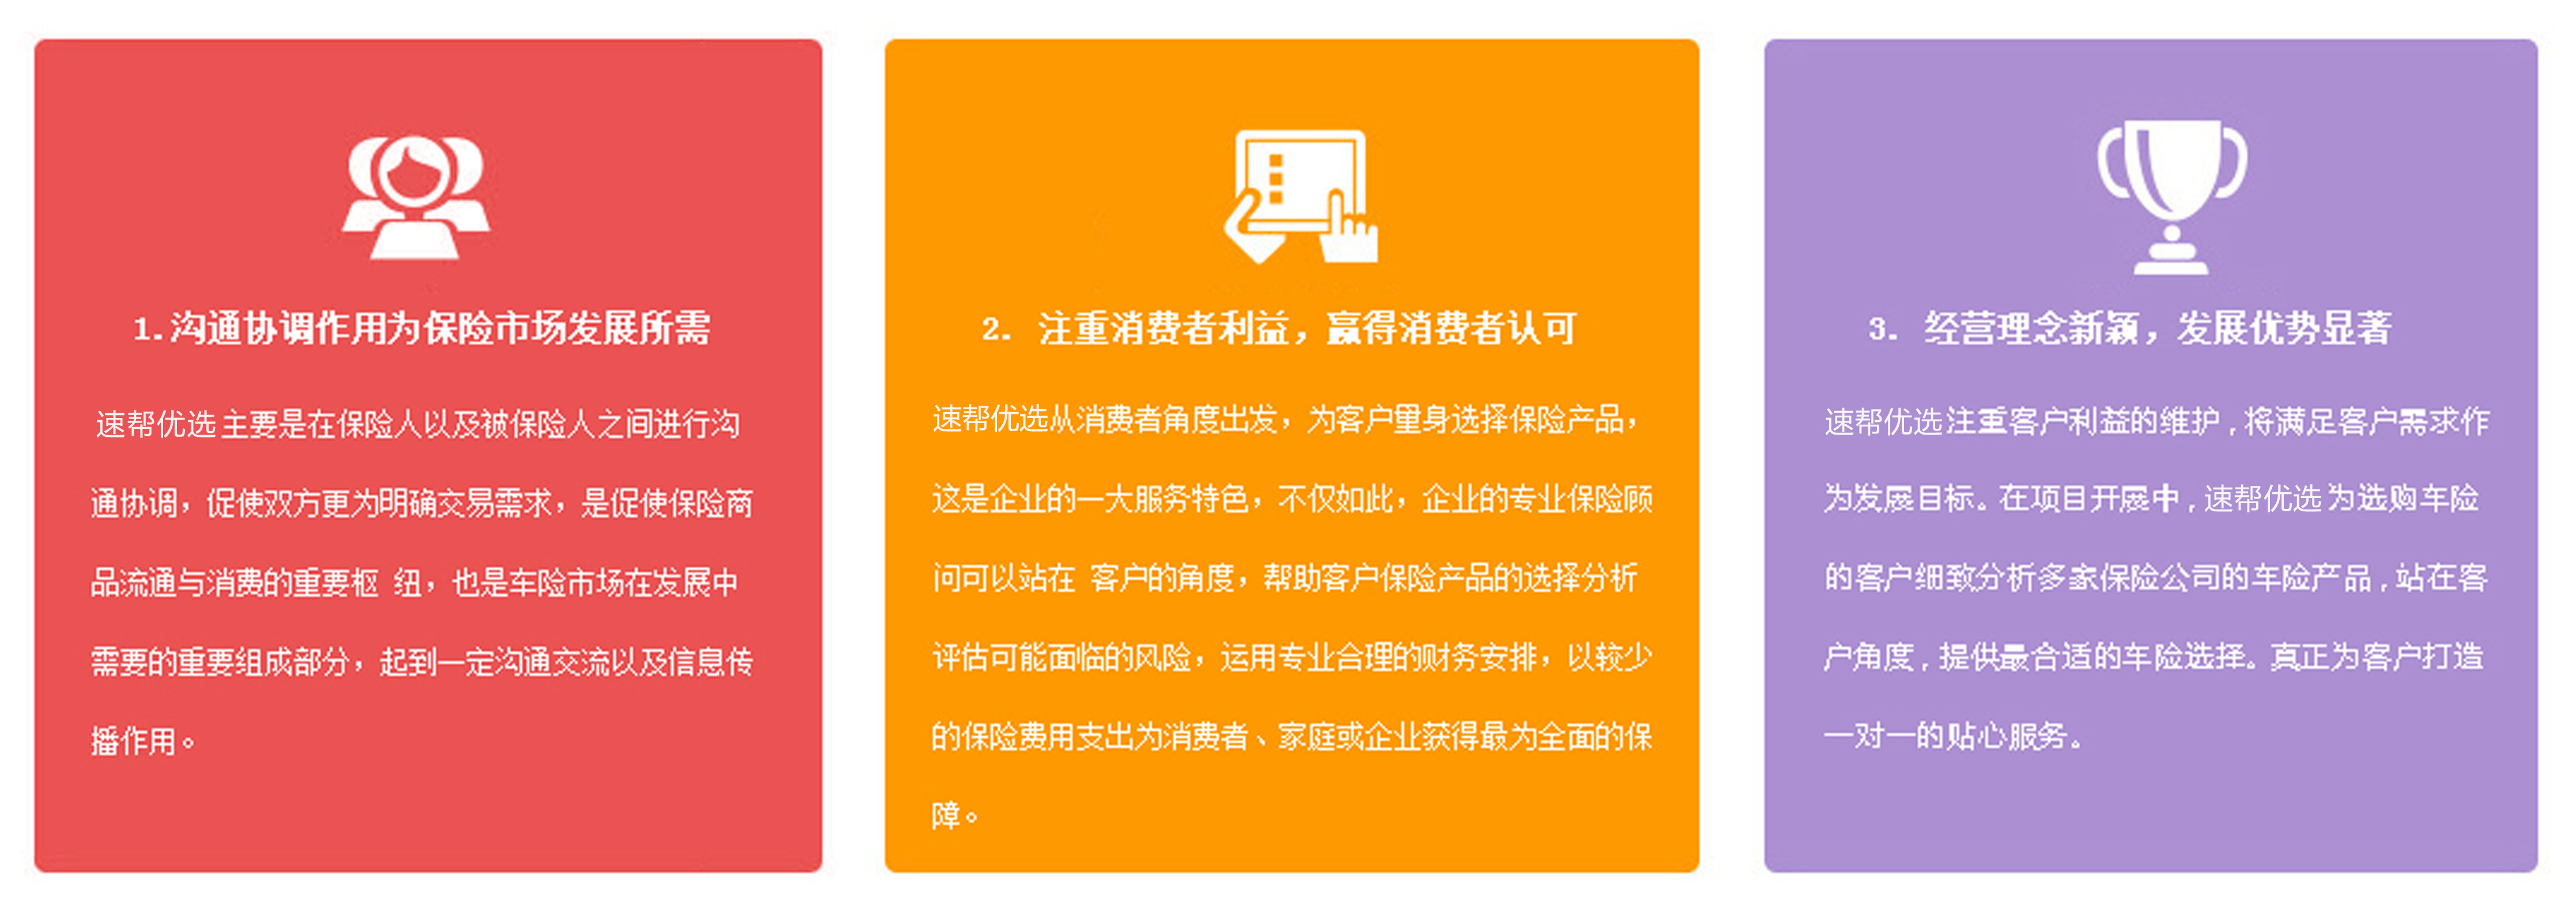 1.沟通协调作用为保险市场发展所需
速帮优选主要是在保险人以及被保险人之间进行沟
通协调，促使双方更为明确交易需求，是促使保险商
品流通与消费的重要枢 纽，也是车险市场在发展中
需要的重要组成部分，起到一定沟通交流以及信息传
播作用。
2. 注重消费者利益，赢得消费者认可
速帮优选从消费者角度出发，为客户量身选择保险产品，
这是企业的一大服务特色，不仅如此，企业的专业保险顾
问可以站在 客户的角度，帮助客户保险产品的选择分析
评估可能面临的风险，运用专业合理的财务安排，以较少
的保险费用支出为消费者、家庭或企业获得最为全面的保
障。
3. 经营理念新颖，发展优势显著
速帮优选注重客户利益的维护,将满足客户需求作
为发展目标。在项目开展中,速帮优选为选购车险
的客户细致分析多家保险公司的车险产品,站在客
户角度,提供最合适的车险选择。真正为客户打造
一对一的贴心服务。